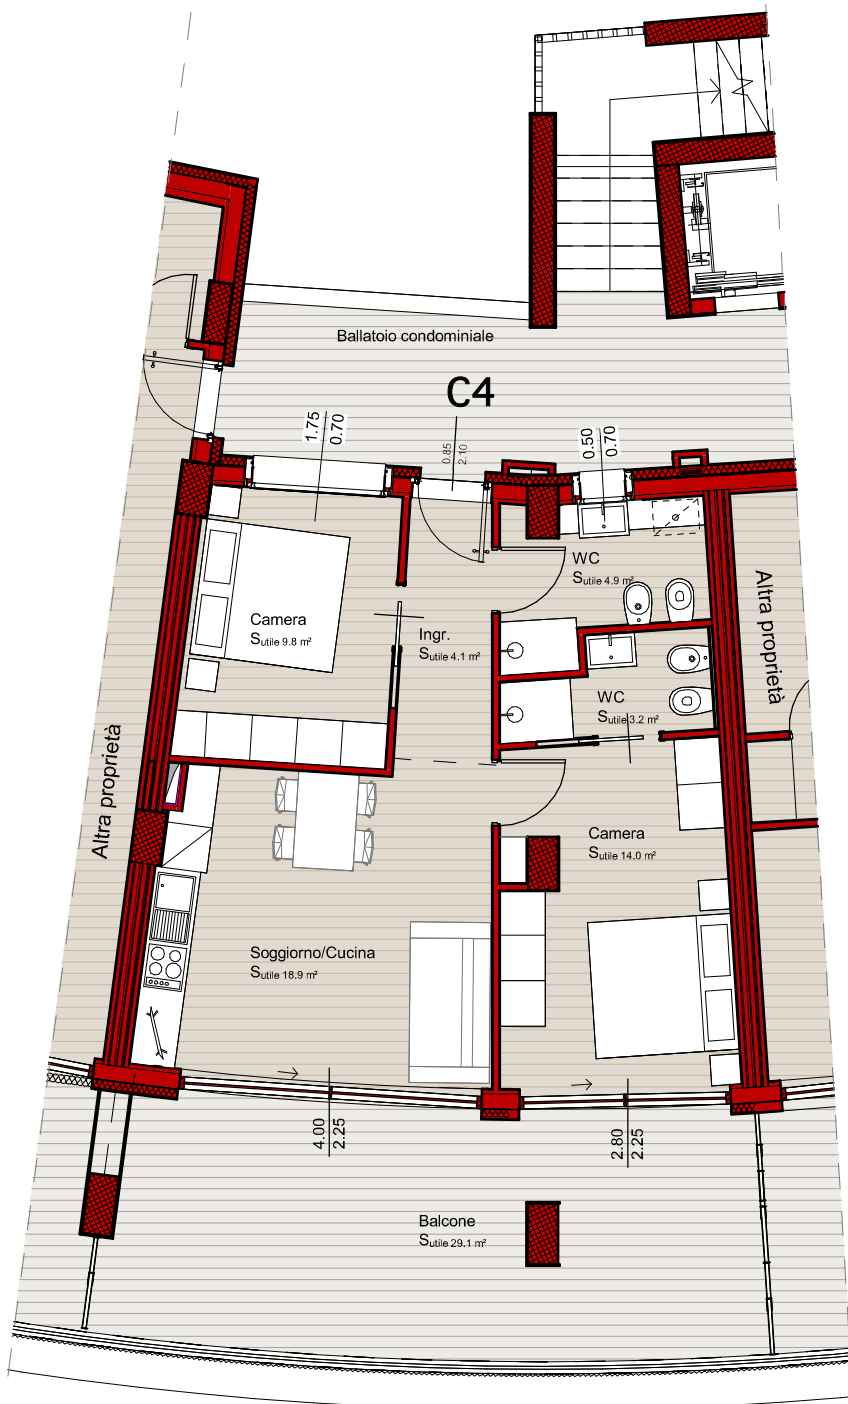 Ballatoio condominiale
C4
1.75
0.70
0.85
2.10
0.50
0.70
WC
Sutile 4.9 m²
Altra proprietà
Camera
Sutile 9.8 m²
Ingr.
Sutile 4.1 m²
WC
Sutile 3.2 m²
Altra proprietà
Camera
Sutile 14.0 m²
Soggiorno/Cucina
Sutile 18.9 m²
4.00
2.25
2.80
2.25
Balcone
Sutile 29.1 m²